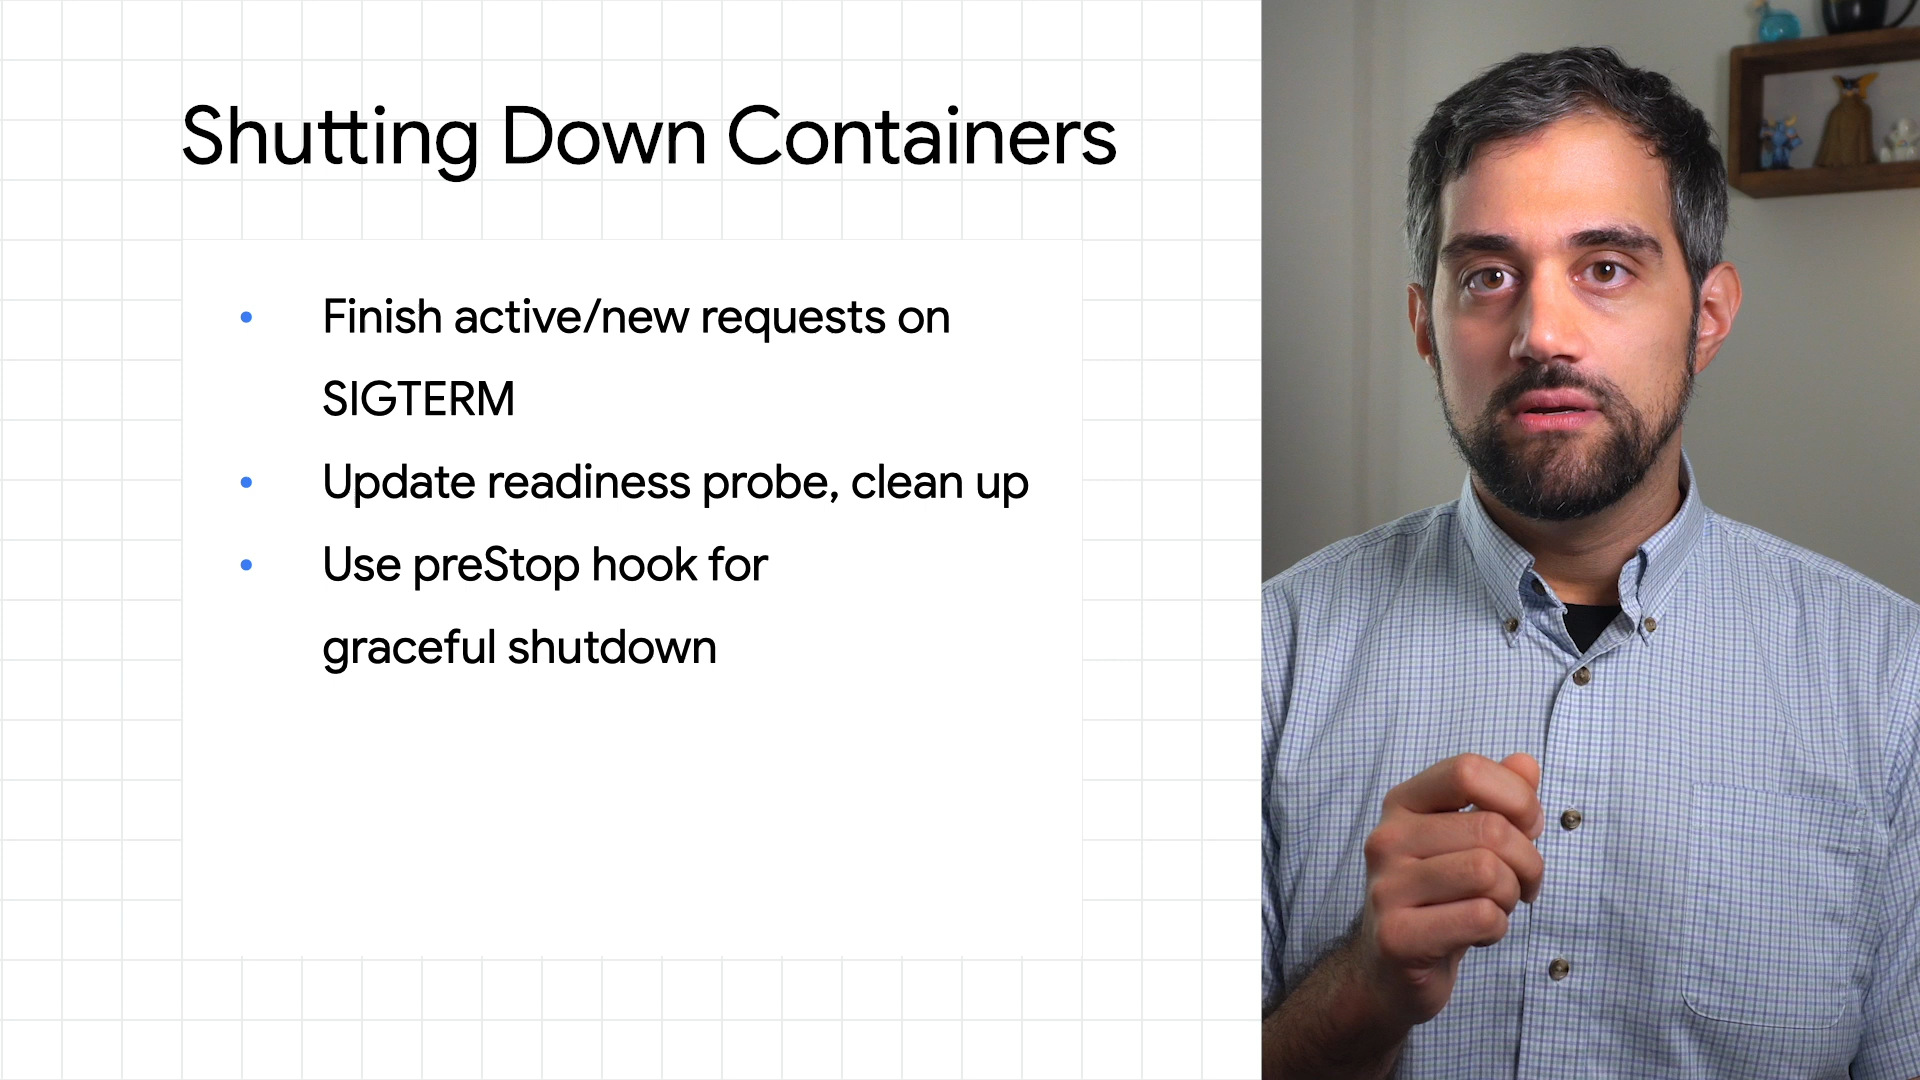 Shutting Down Containers
• Finish active/new requests on
SIGTERM
• Update readiness probe, clean up
• Use preStop hook for
graceful shutdown